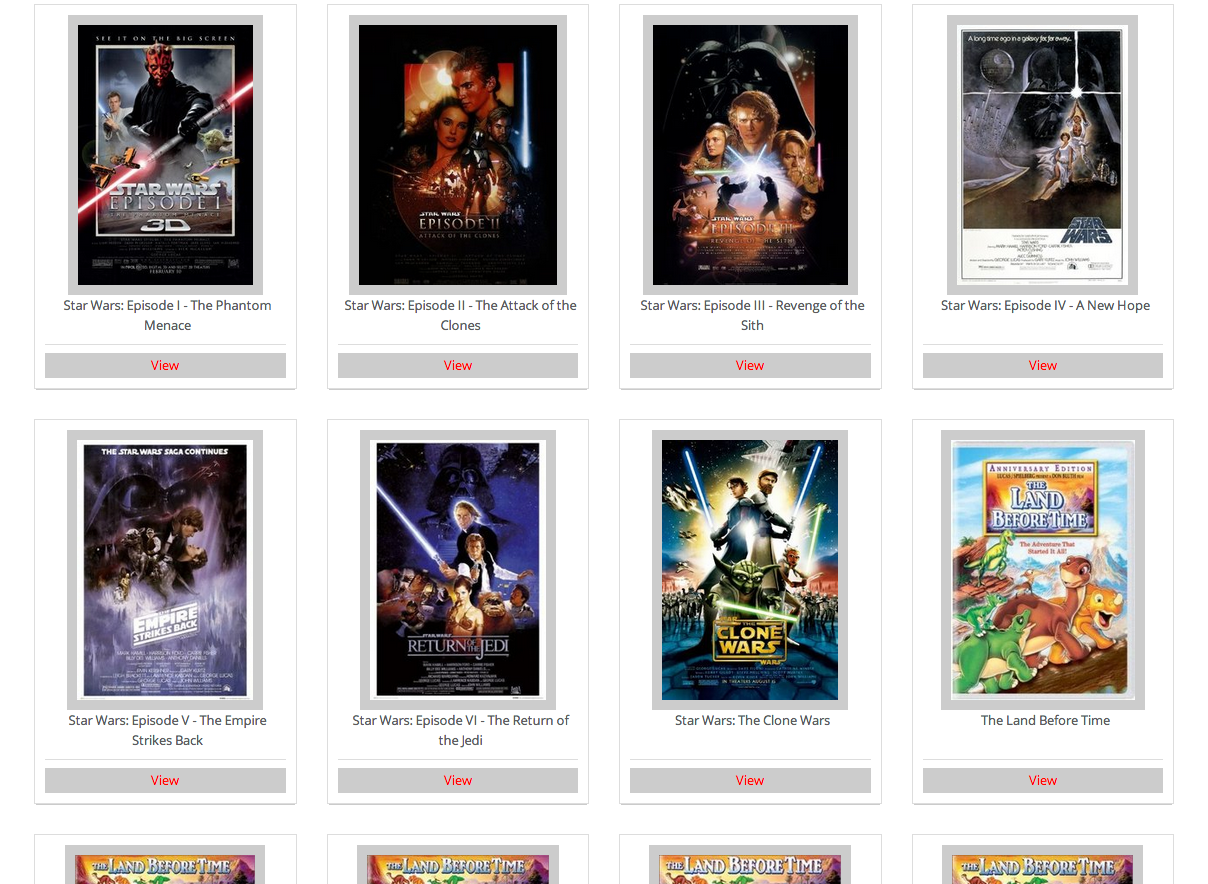 SEE IT ON THE BIG SCREEN
STAR WARS
EPISODE I
THE PHANTOM MENACE
3D
FEBRUARY 10
STAR WARS
EPISODE II
ATTACK OF THE CLONES
STAR WARS
EPISODE III
REVENGE OF THE SITH
A long time ago in a galaxy far, far away...
STAR
WARS
Star Wars: Episode I - The Phantom
Menace
Star Wars: Episode II - The Attack of the
Clones
Star Wars: Episode III - Revenge of the
Sith
Star Wars: Episode IV - A New Hope
View
View
View
View
THE STAR WARS SAGA CONTINUES
THE
EMPIRE
STRIKES BACK
STAR WARS
RETURN OF THE JEDI
STAR
THE
CLONE
WARS
WARS
IN THEATERS AUGUST
ANNIVERSARY EDITION
THE
LAND
BEFORE TIME
The Adventure That
Started It All!
Star Wars: Episode V - The Empire
Strikes Back
Star Wars: Episode VI - The Return of
the Jedi
Star Wars: The Clone Wars
The Land Before Time
View
View
View
View
THE LAND BEFORE TIME
THE LAND BEFORE TIME
THE LAND BEFORE TIME
THE LAND BEFORE TIME